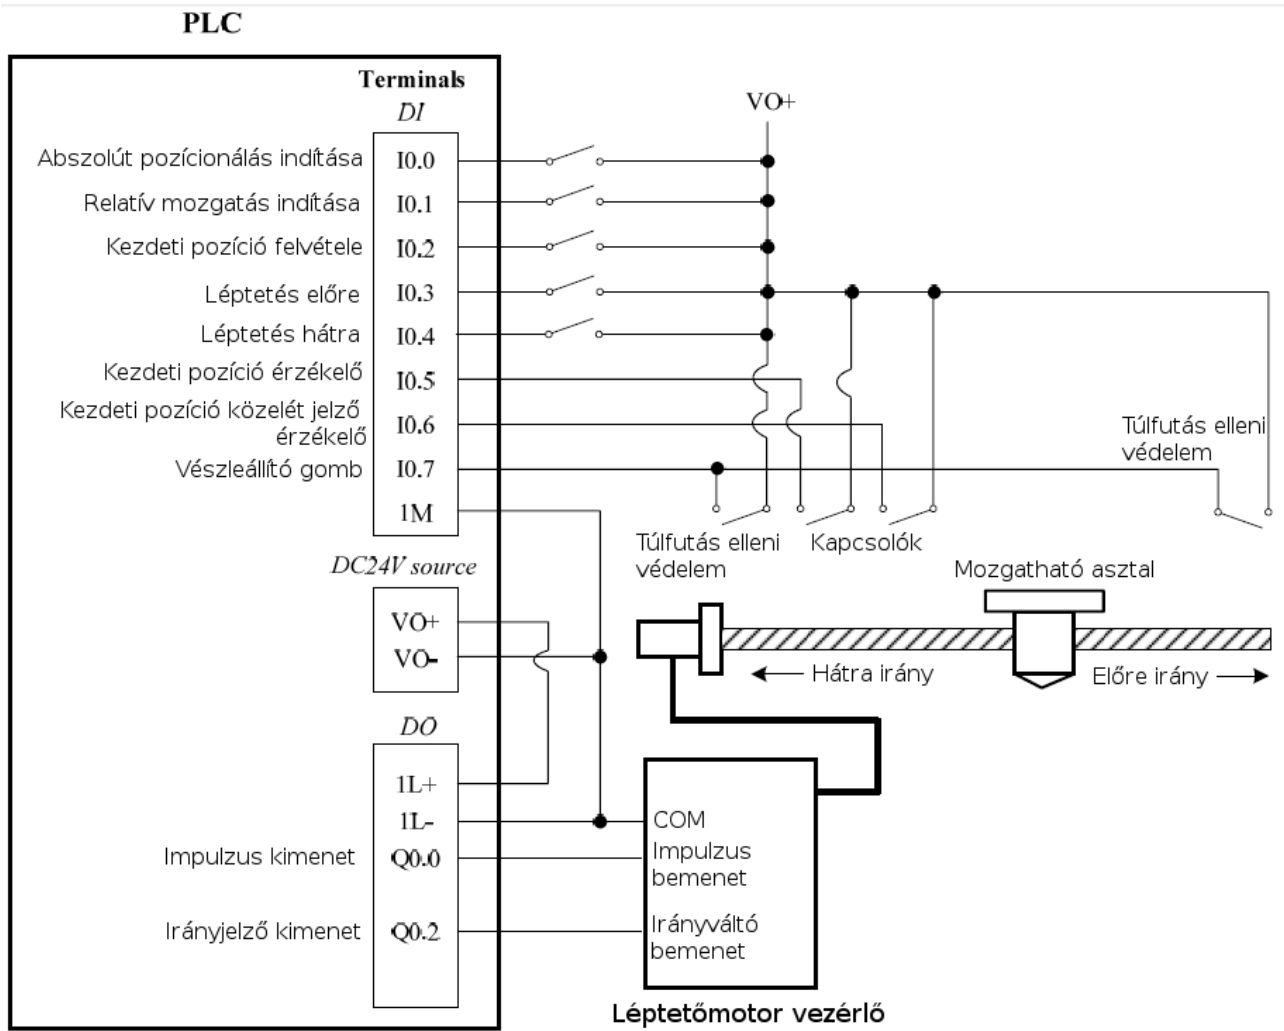 PLC
Terminals
DI
VO+
Abszolút pozícionálás indítása
I0.0
Relatív mozgatás indítása
I0.1
Kezdeti pozíció felvétele
I0.2
Léptetés előre
I0.3
Léptetés hátra
I0.4
Kezdeti pozíció érzékelő
I0.5
Kezdeti pozíció közelét jelző
érzékelő
I0.6
Vészleállító gomb
I0.7
1M
Túlfutás elleni
védelem
Túlfutás elleni
védelem
Kapcsolók
DC24V source
VO+
VO-
Mozgatható asztal
Hátra irány
Előre irány
DO
1L+
1L-
Impulzus kimenet
Q0.0
Irányjelző kimenet
Q0.2
COM
Impulzus
bemenet
Irányváltó
bemenet
Léptetőmotor vezérlő